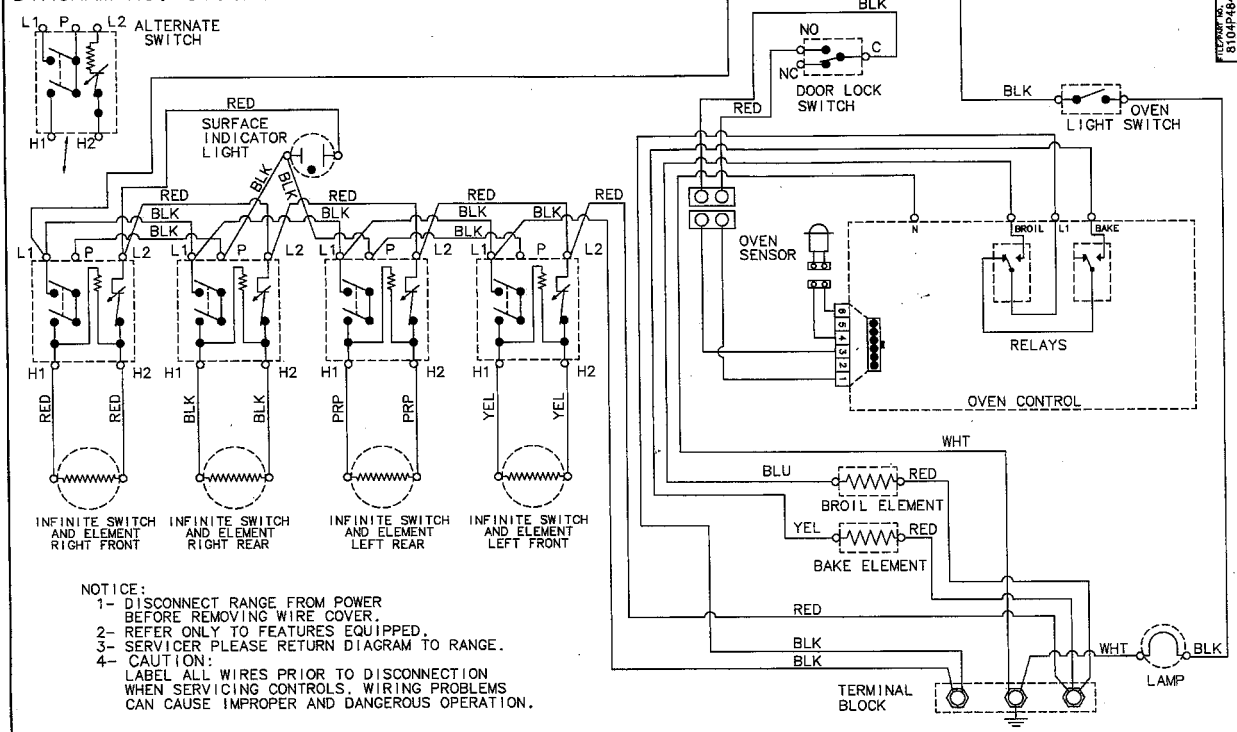 BLK
FILE/PART NO.
8104P48
L1 P L2
ALTERNATE
SWITCH
H1 H2
NO
C
NC
DOOR LOCK
SWITCH
RED
BLK
OVEN
LIGHT SWITCH
RED
SURFACE
INDICATOR
LIGHT
BLK
BLK
RED
BLK
BLK
RED
BLK
RED
BLK
BLK
BLK
RED
L1 P L2
L1 P L2
L1 P L2
L1 P L2
H1 H2
H1 H2
H1 H2
H1 H2
RED
RED
BLK
BLK
PRP
PRP
YEL
YEL
INFINITE SWITCH
AND ELEMENT
RIGHT FRONT
INFINITE SWITCH
AND ELEMENT
RIGHT REAR
INFINITE SWITCH
AND ELEMENT
LEFT REAR
INFINITE SWITCH
AND ELEMENT
LEFT FRONT
OVEN
SENSOR
6
5
4
3
2
1
N
BROIL
L1
BAKE
RELAYS
OVEN CONTROL
WHT
BLU
RED
BROIL ELEMENT
YEL
RED
BAKE ELEMENT
RED
BLK
BLK
TERMINAL
BLOCK
WHT
BLK
LAMP
NOTICE:
1- DISCONNECT RANGE FROM POWER
BEFORE REMOVING WIRE COVER.
2- REFER ONLY TO FEATURES EQUIPPED.
3- SERVICER PLEASE RETURN DIAGRAM TO RANGE.
4- CAUTION:
LABEL ALL WIRES PRIOR TO DISCONNECTION
WHEN SERVICING CONTROLS. WIRING PROBLEMS
CAN CAUSE IMPROPER AND DANGEROUS OPERATION.